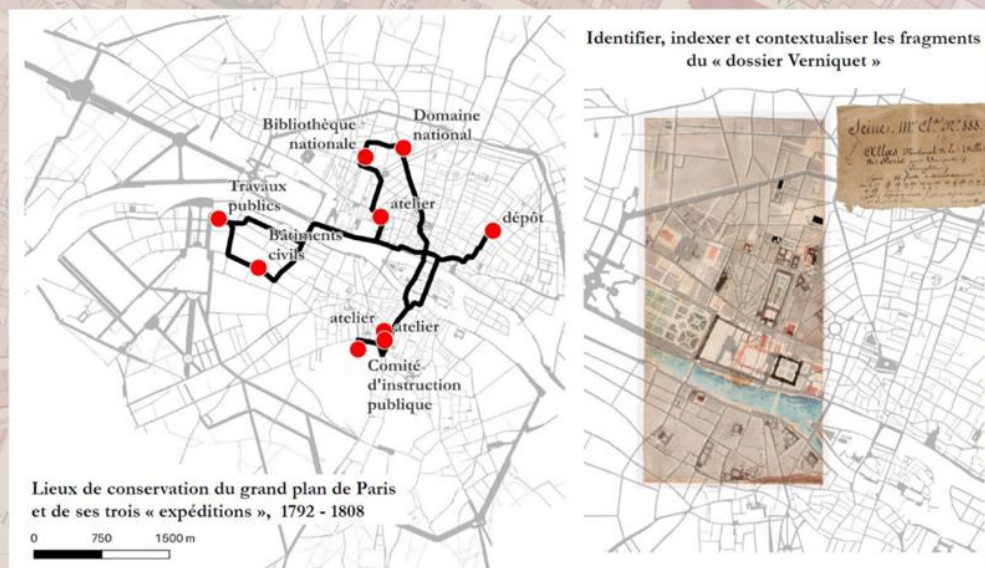 Bibliothèque
nationale
Domaine
national
Travaux
publics
atelier
dépôt
Bâtiments
civils
atelier
atelier
Comité
d'instruction
publique
Lieux de conservation du grand plan de Paris
et de ses trois « expéditions », 1792 - 1808
0 750 1500 m
Identifier, indexer et contextualiser les fragments
du « dossier Verniquet »
Seine.
Atlas